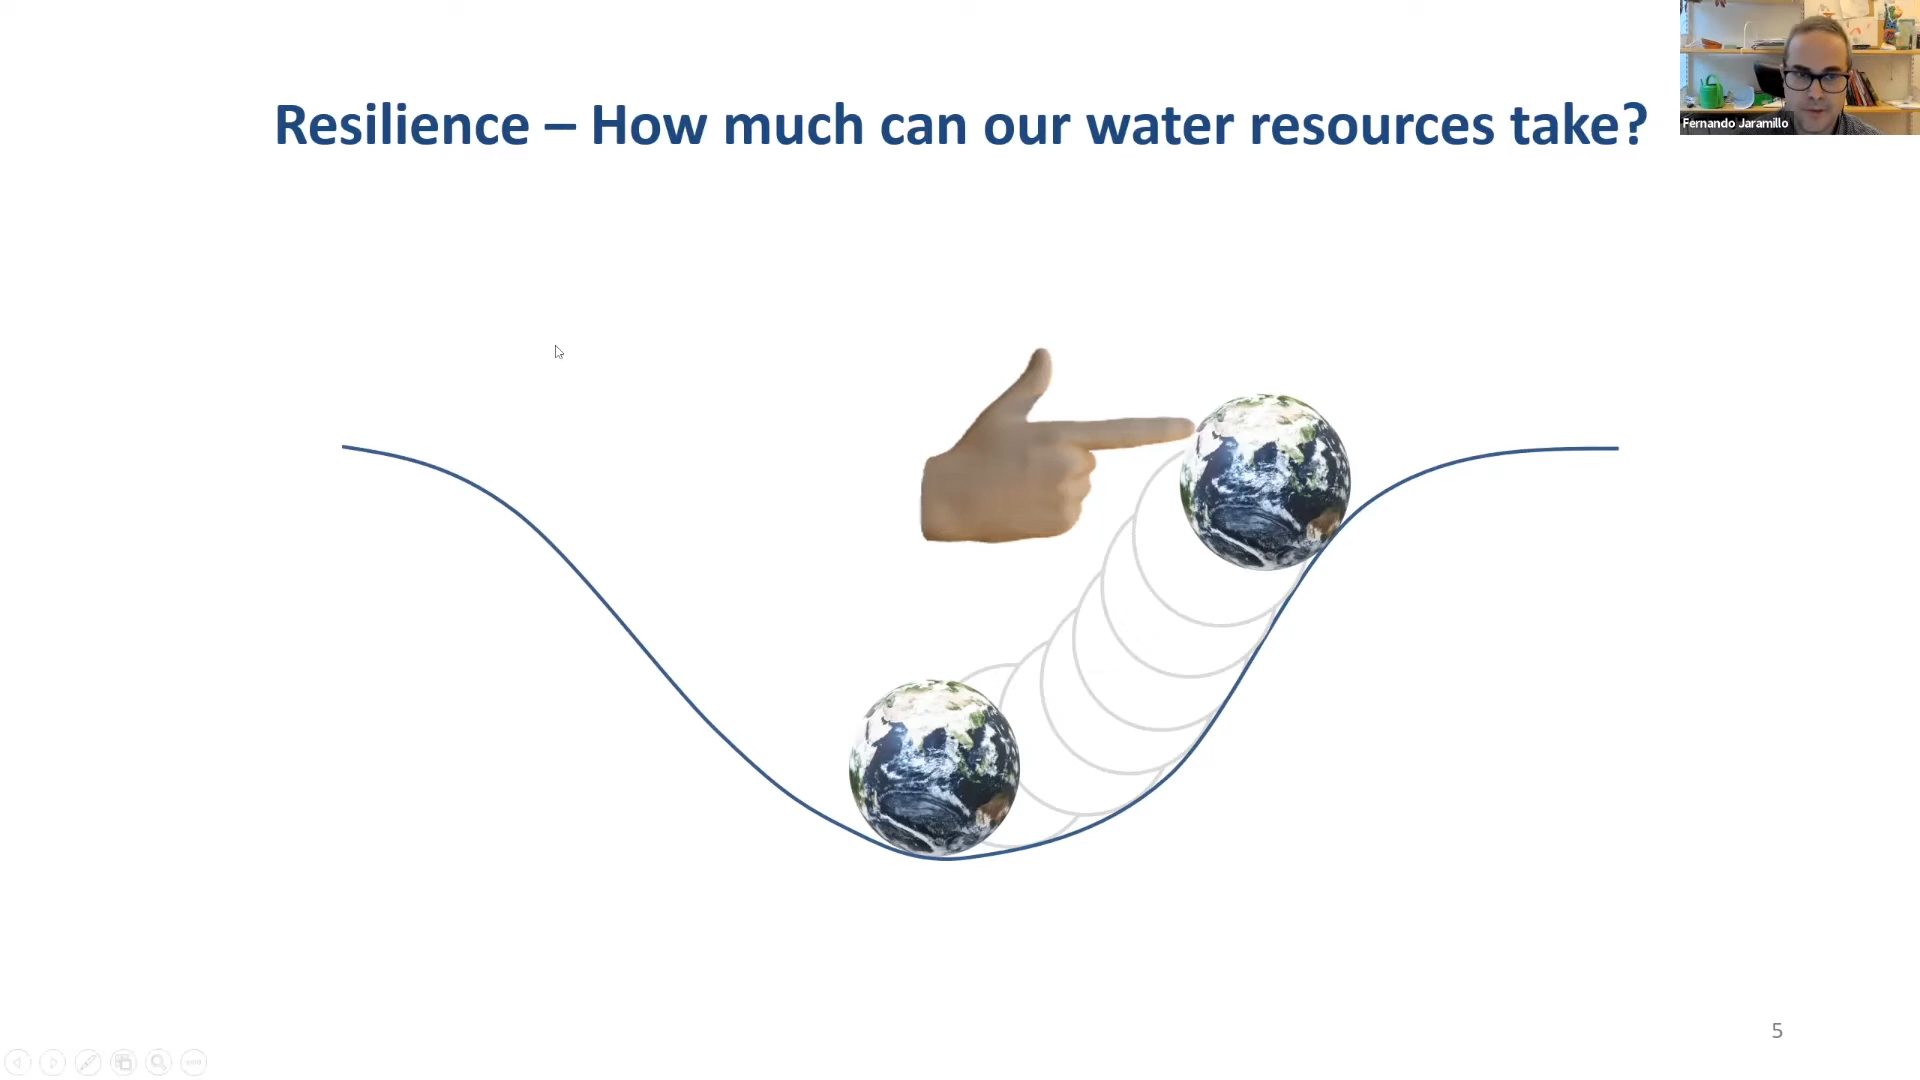 Resilience – How much can our water resources take?
Fernando Jaramillo
5